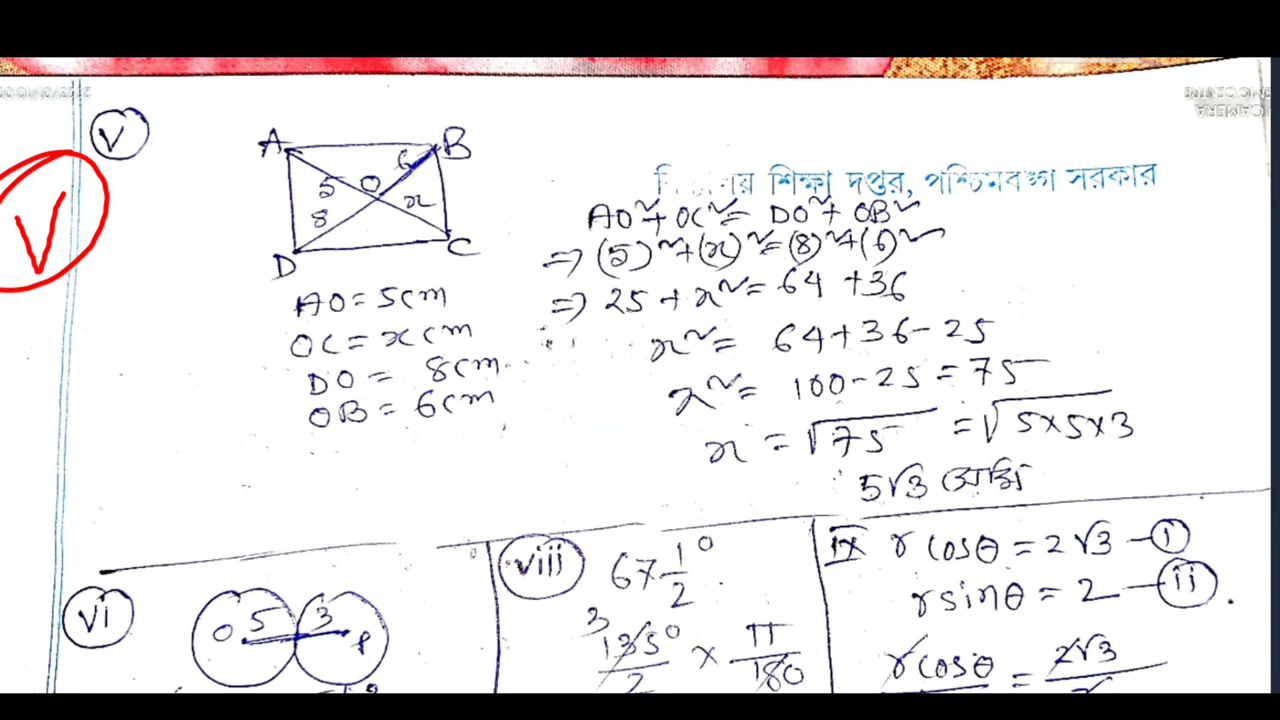 V
V
A B
6
5 O x
8
D C
বিদ্যালয় শিক্ষা দপ্তর, পশ্চিমবঙ্গ সরকার
AO² + OC² = DO² + OB²
⇒ (5)² + (x)² = (8)² + (6)²
⇒ 25 + x² = 64 + 36
x² = 64 + 36 - 25
x² = 100 - 25 = 75
x = √75 = √5×5×3
5√3 সেমি
AO = 5cm
OC = xcm
DO = 8cm
OB = 6cm
vi
O 5 3 P
viii 67 1/2°
3
135°/2 × π/180
ix r cosθ = 2√3 — i
r sinθ = 2 — ii
r cosθ = 2√3